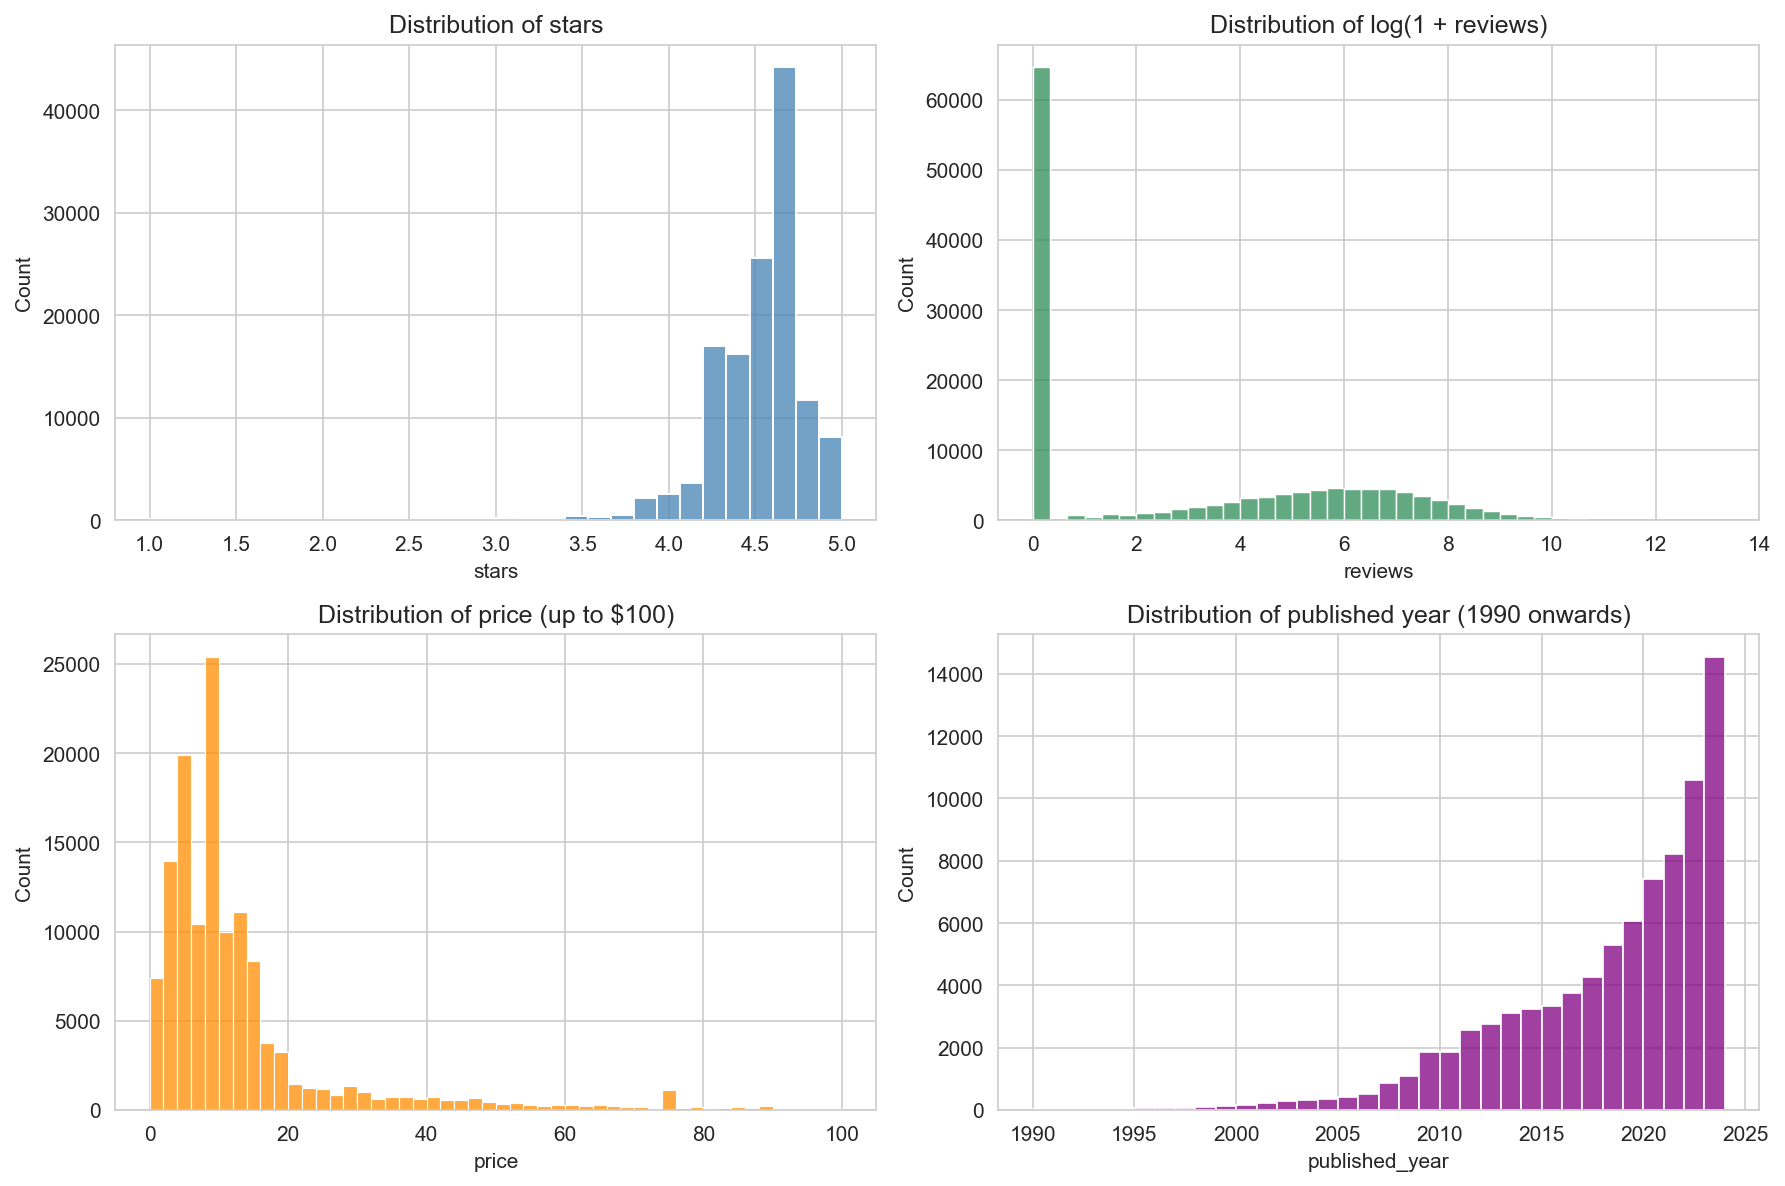 Distribution of stars
Count
40000
30000
20000
10000
0
1.0 1.5 2.0 2.5 3.0 3.5 4.0 4.5 5.0
stars
Distribution of log(1 + reviews)
Count
60000
50000
40000
30000
20000
10000
0
0 2 4 6 8 10 12 14
reviews
Distribution of price (up to $100)
Count
25000
20000
15000
10000
5000
0
0 20 40 60 80 100
price
Distribution of published year (1990 onwards)
Count
14000
12000
10000
8000
6000
4000
2000
0
1990 1995 2000 2005 2010 2015 2020 2025
published_year